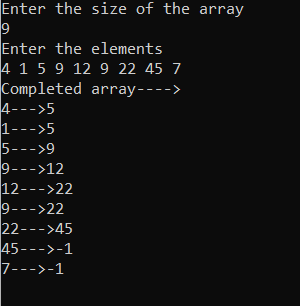 Enter the size of the array
9
Enter the elements
4 1 5 9 12 9 22 45 7
Completed array---->
4--->5
1--->5
5--->9
9--->12
12--->22
9--->22
22--->45
45--->-1
7--->-1